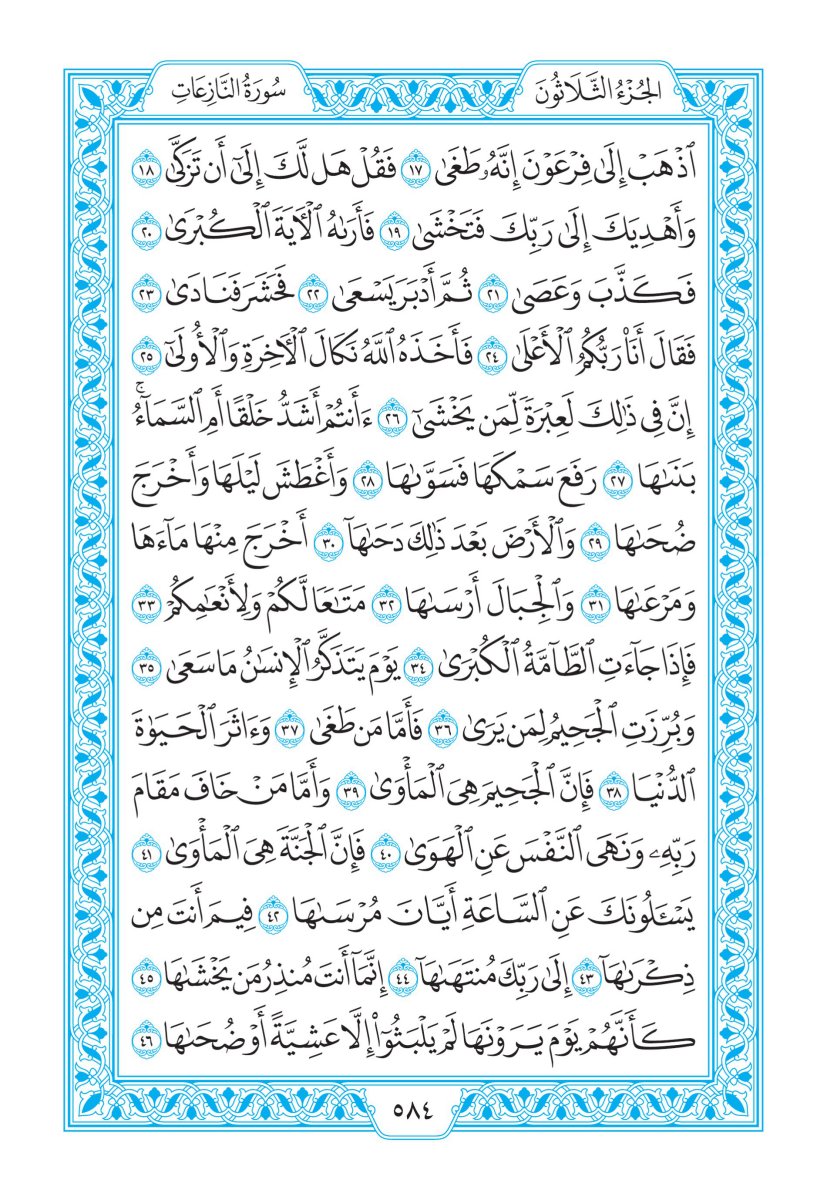 الجُزْءُ الثَّلَاثُونَ
سُورَةُ النَّازِعَاتِ
ٱذۡهَبۡ إِلَىٰ فِرۡعَوۡنَ إِنَّهُۥ طَغَىٰ ١٧ فَقُلۡ هَل لَّكَ إِلَىٰٓ أَن تَزَكَّىٰ ١٨
وَأَهۡدِيَكَ إِلَىٰ رَبِّكَ فَتَخۡشَىٰ ١٩ فَأَرَىٰهُ ٱلۡأٓيَةَ ٱلۡكُبۡرَىٰ ٢٠
فَكَذَّبَ وَعَصَىٰ ٢١ ثُمَّ أَدۡبَرَ يَسۡعَىٰ ٢٢ فَحَشَرَ فَنَادَىٰ ٢٣
فَقَالَ أَنَا۠ رَبُّكُمُ ٱلۡأَعۡلَىٰ ٢٤ فَأَخَذَهُ ٱللَّهُ نَكَالَ ٱلۡأٓخِرَةِ وَٱلۡأُولَىٰٓ ٢٥
إِنَّ فِي ذَٰلِكَ لَعِبۡرَةٗ لِّمَن يَخۡشَىٰٓ ٢٦ ءَأَنتُمۡ أَشَدُّ خَلۡقًا أَمِ ٱلسَّمَآءُۚ
بَنَىٰهَا ٢٧ رَفَعَ سَمۡكَهَا فَسَوَّىٰهَا ٢٨ وَأَغۡطَشَ لَيۡلَهَا وَأَخۡرَجَ
ضُحَىٰهَا ٢٩ وَٱلۡأَرۡضَ بَعۡدَ ذَٰلِكَ دَحَىٰهَآ ٣٠ أَخۡرَجَ مِنۡهَا مَآءَهَا
وَمَرۡعَىٰهَا ٣١ وَٱلۡجِبَالَ أَرۡسَىٰهَا ٣٢ مَتَٰعٗا لَّكُمۡ وَلِأَنۡعَٰمِكُمۡ ٣٣
فَإِذَا جَآءَتِ ٱلطَّآمَّةُ ٱلۡكُبۡرَىٰ ٣٤ يَوۡمَ يَتَذَكَّرُ ٱلۡإِنسَٰنُ مَا سَعَىٰ ٣٥
وَبُرِّزَتِ ٱلۡجَحِيمُ لِمَن يَرَىٰ ٣٦ فَأَمَّا مَن طَغَىٰ ٣٧ وَءَاثَرَ ٱلۡحَيَوٰةَ
ٱلدُّنۡيَا ٣٨ فَإِنَّ ٱلۡجَحِيمَ هِيَ ٱلۡمَأۡوَىٰ ٣٩ وَأَمَّا مَنۡ خَافَ مَقَامَ
رَبِّهِۦ وَنَهَى ٱلنَّفۡسَ عَنِ ٱلۡهَوَىٰ ٤٠ فَإِنَّ ٱلۡجَنَّةَ هِيَ ٱلۡمَأۡوَىٰ ٤١
يَسۡـَٔلُونَكَ عَنِ ٱلسَّاعَةِ أَيَّانَ مُرۡسَىٰهَا ٤٢ فِيمَ أَنتَ مِن
ذِكۡرَىٰهَآ ٤٣ إِلَىٰ رَبِّكَ مُنتَهَىٰهَآ ٤٤ إِنَّمَآ أَنتَ مُنذِرُ مَن يَخۡشَىٰهَا ٤٥
كَأَنَّهُمۡ يَوۡمَ يَرَوۡنَهَا لَمۡ يَلۡبَثُوٓاْ إِلَّا عَشِيَّةً أَوۡ ضُحَىٰهَا ٤٦
٥٨٤